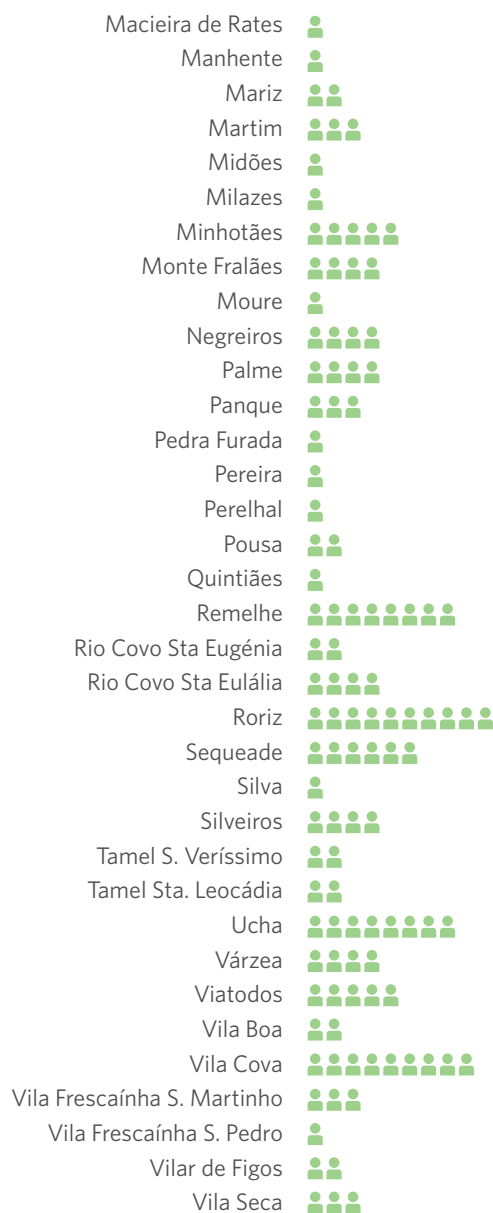 Macieira de Rates
Manhente
Mariz
Martim
Midões
Milazes
Minhotães
Monte Fralães
Moure
Negreiros
Palme
Panque
Pedra Furada
Pereira
Perelhal
Pousa
Quintiães
Remelhe
Rio Covo Sta Eugénia
Rio Covo Sta Eulália
Roriz
Sequeade
Silva
Silveiros
Tamel S. Veríssimo
Tamel Sta. Leocádia
Ucha
Várzea
Viatodos
Vila Boa
Vila Cova
Vila Frescaínha S. Martinho
Vila Frescaínha S. Pedro
Vilar de Figos
Vila Seca